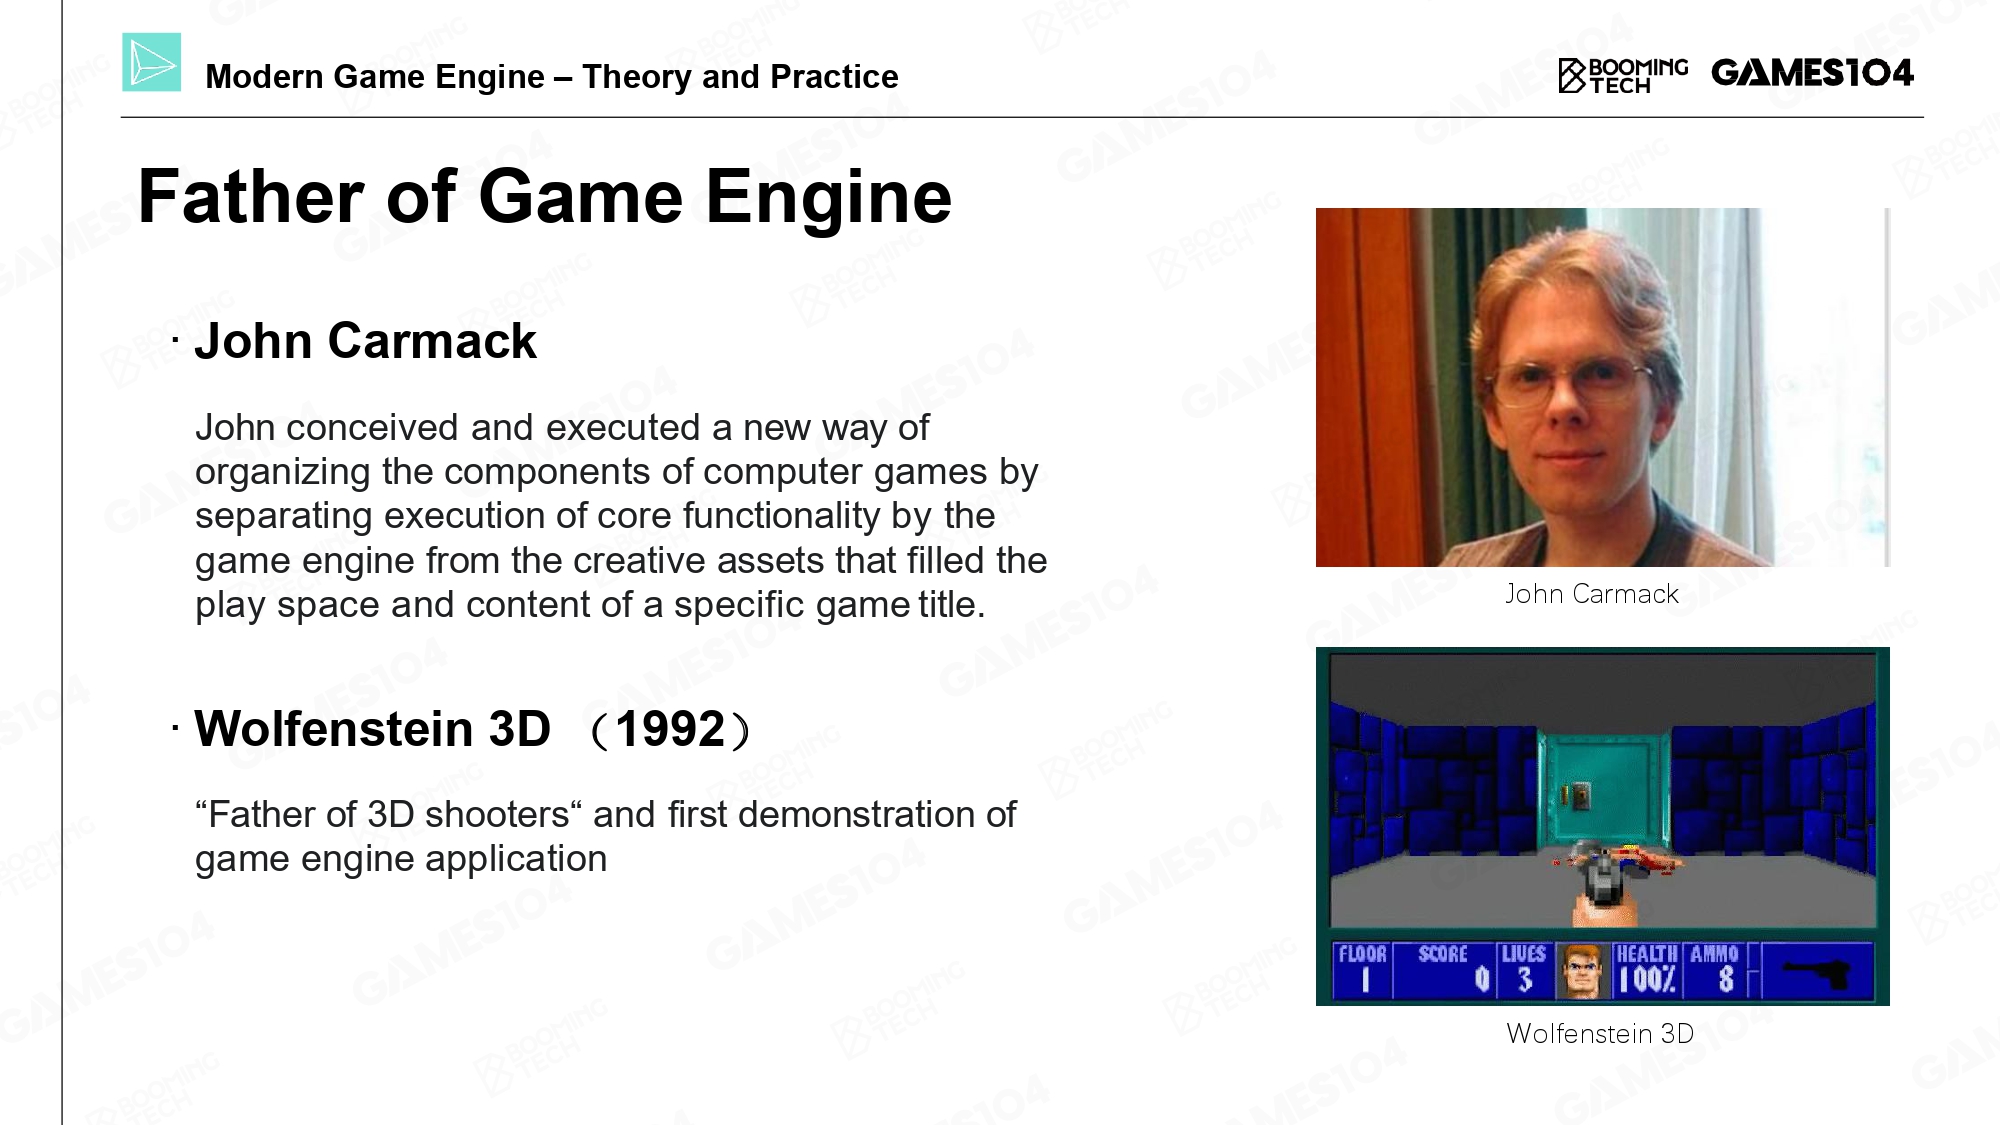 Modern Game Engine – Theory and Practice
BOOMING
TECH
GAMES104
Father of Game Engine
· John Carmack
John conceived and executed a new way of
organizing the components of computer games by
separating execution of core functionality by the
game engine from the creative assets that filled the
play space and content of a specific game title.
· Wolfenstein 3D （1992）
“Father of 3D shooters“ and first demonstration of
game engine application
John Carmack
FLOOR SCORE LIVES HEALTH AMMO
1 0 3 100% 8
Wolfenstein 3D